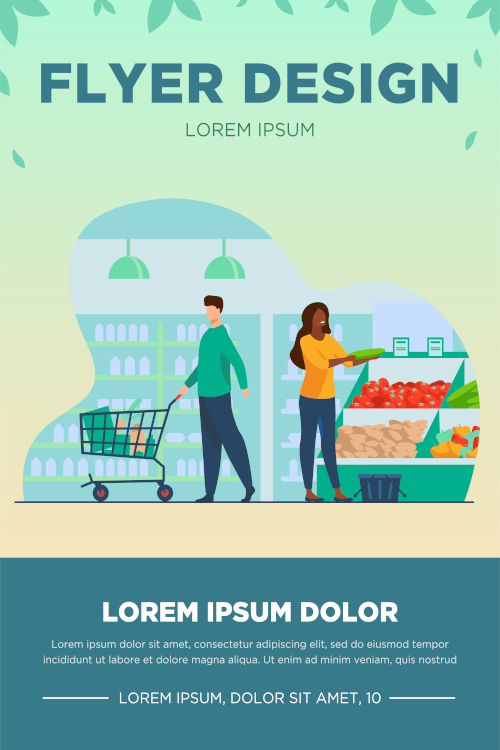 FLYER DESIGN
LOREM IPSUM
LOREM IPSUM DOLOR
Lorem ipsum dolor sit amet, consectetur adipiscing elit, sed do eiusmod tempor
incididunt ut labore et dolore magna aliqua. Ut enim ad minim veniam, quis nostrud
LOREM IPSUM, DOLOR SIT AMET, 10